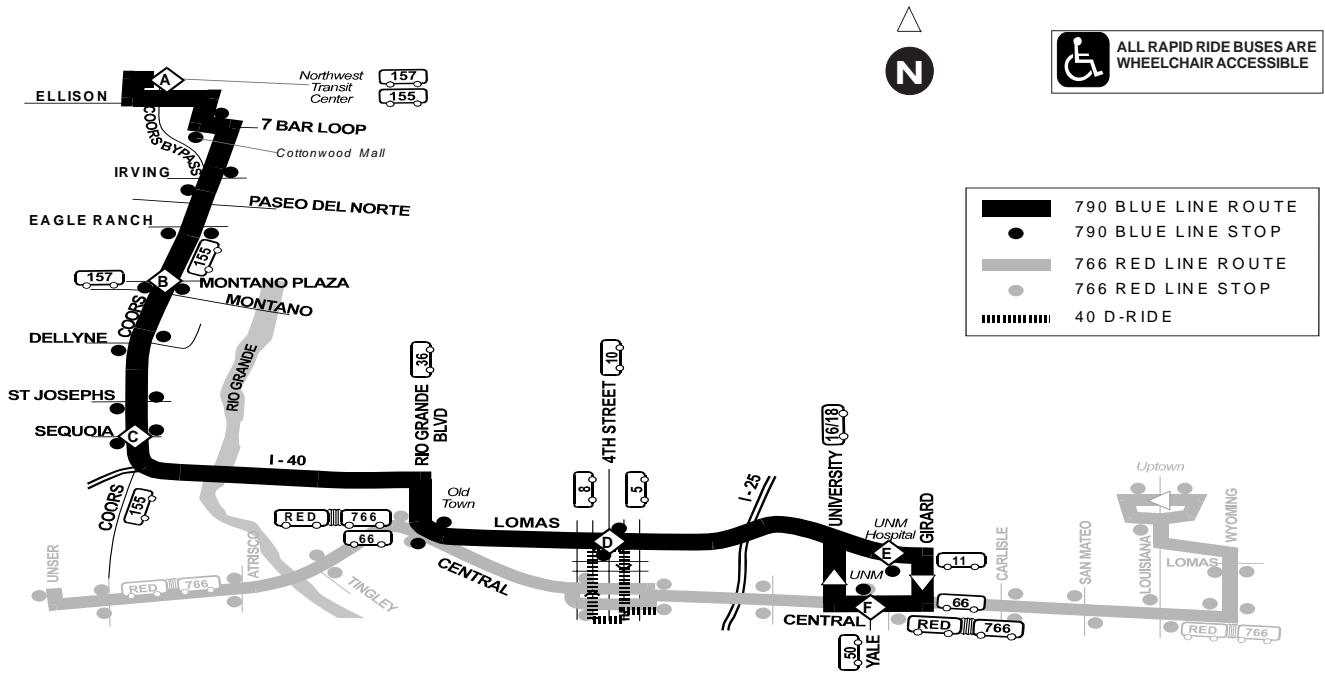 N
ALL RAPID RIDE BUSES ARE
WHEELCHAIR ACCESSIBLE
A
Northwest
Transit
Center
157
155
ELLISON
COORS BYPASS
7 BAR LOOP
Cottonwood Mall
IRVING
PASEO DEL NORTE
EAGLE RANCH
155
157
B
MONTANO PLAZA
MONTANO
COORS
DELLYNE
RIO GRANDE
ST JOSEPHS
SEQUOIA
C
I - 40
COORS
155
790 BLUE LINE ROUTE
790 BLUE LINE STOP
766 RED LINE ROUTE
766 RED LINE STOP
40 D-RIDE
36
RIO GRANDE
BLVD
10
4TH STREET
8
5
Old
Town
LOMAS
D
RED 766
66
CENTRAL
I - 25
16/18
UNIVERSITY
UNM
Hospital
GIRARD
E
11
UNM
F
66
CENTRAL
RED 766
50
YALE
UNSER
RED 766
ATRISCO
TINGLEY
CARLISLE
SAN MATEO
LOUISIANA
Uptown
WYOMING
LOMAS
RED 766